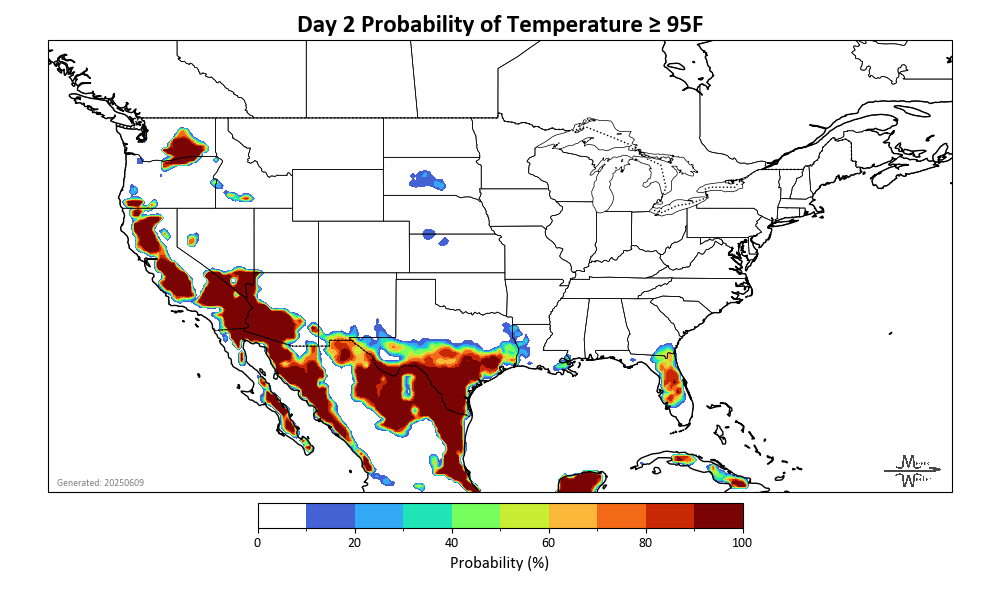 Day 2 Probability of Temperature ≥ 95F
Generated: 20250609
0 20 40 60 80 100
Probability (%)